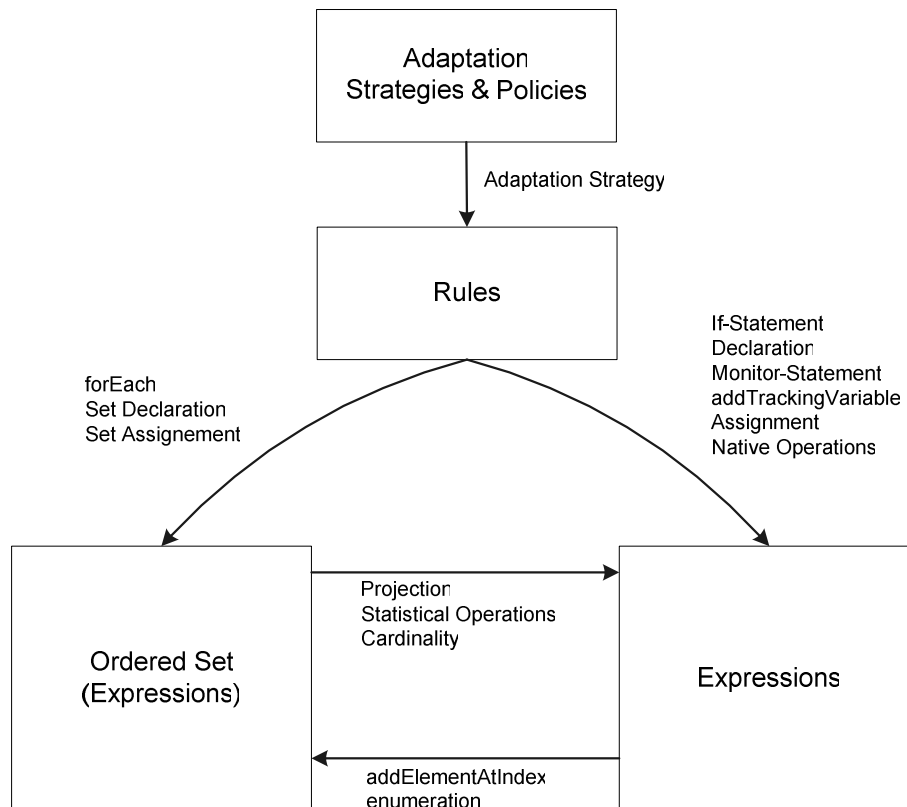 Adaptation
Strategies & Policies
Adaptation Strategy
Rules
forEach
Set Declaration
Set Assignement
If-Statement
Declaration
Monitor-Statement
addTrackingVariable
Assignment
Native Operations
Ordered Set
(Expressions)
Projection
Statistical Operations
Cardinality
Expressions
addElementAtIndex
enumeration